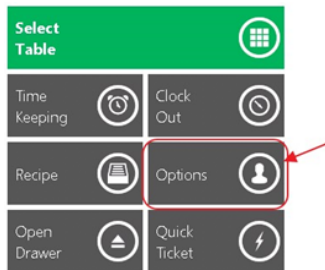 Select
Table
Time
Keeping
Clock
Out
Recipe
Options
Open
Drawer
Quick
Ticket